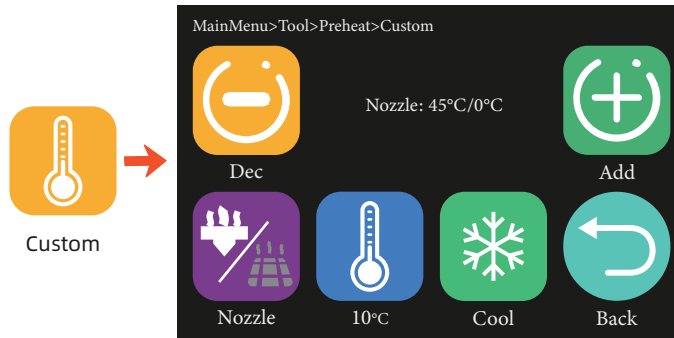 MainMenu>Tool>Preheat>Custom
Nozzle: 45°C/0°C
Dec
Add
Custom
Nozzle
10°C
Cool
Back